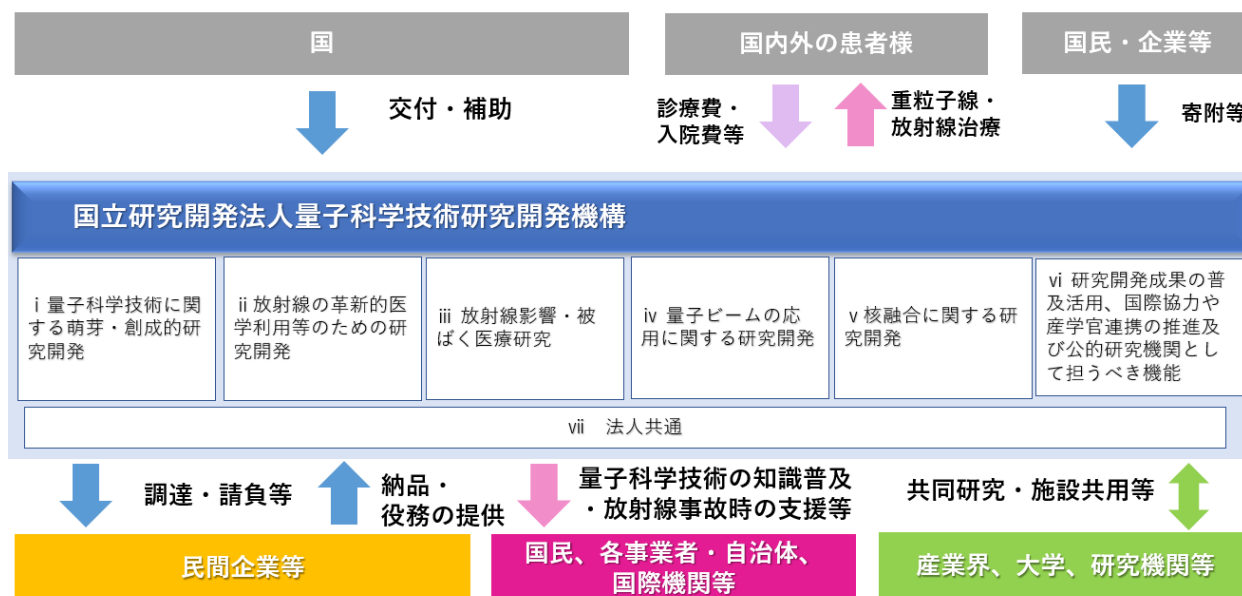 国
国内外の患者様
国民・企業等
交付・補助
診療費・
入院費等
重粒子線・
放射線治療
寄附等
国立研究開発法人量子科学技術研究開発機構
ⅰ量子科学技術に関
する萌芽・創成的研
究開発
ⅱ放射線の革新的医
学利用等のための研
究開発
ⅲ 放射線影響・被
ばく医療研究
ⅳ 量子ビームの応
用に関する研究開発
ⅴ核融合に関する研
究開発
ⅵ 研究開発成果の普
及活用、国際協力や
産学官連携の推進及
び公的研究機関とし
て担うべき機能
ⅶ 法人共通
調達・請負等
納品・
役務の提供
量子科学技術の知識普及
・放射線事故時の支援等
共同研究・施設共用等
民間企業等
国民、各事業者・自治体、
国際機関等
産業界、大学、研究機関等